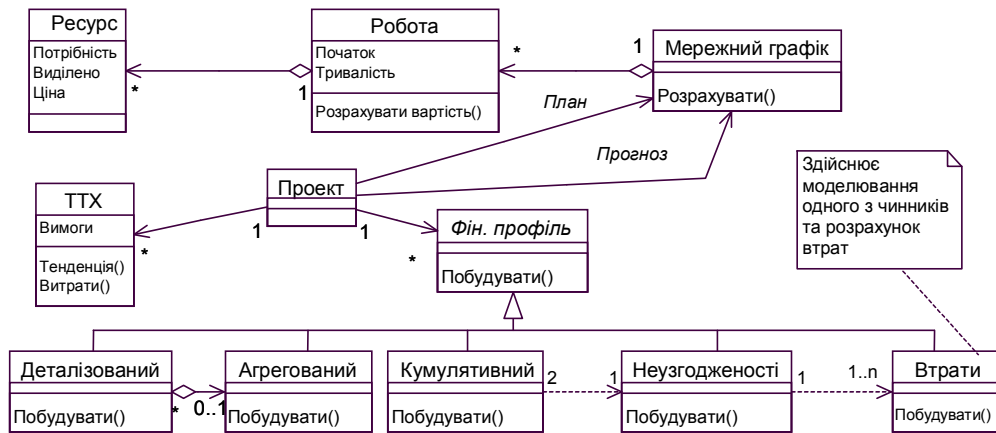 Ресурс
Потрібність
Виділено
Ціна
*
1
Робота
Початок
Тривалість
Розрахувати вартість()
*
1
Мережний графік
Розрахувати()
План
Прогноз
Здійснює
моделювання
одного з чинників
та розрахунок
втрат
ТТХ
Вимоги
Тенденція()
Витрати()
*
1
Проект
1
*
Фін. профіль
Побудувати()
Деталізований
Побудувати()
*
0..1
Агрегований
Побудувати()
Кумулятивний
Побудувати()
2
1
Неузгодженості
Побудувати()
1
1..n
Втрати
Побудувати()